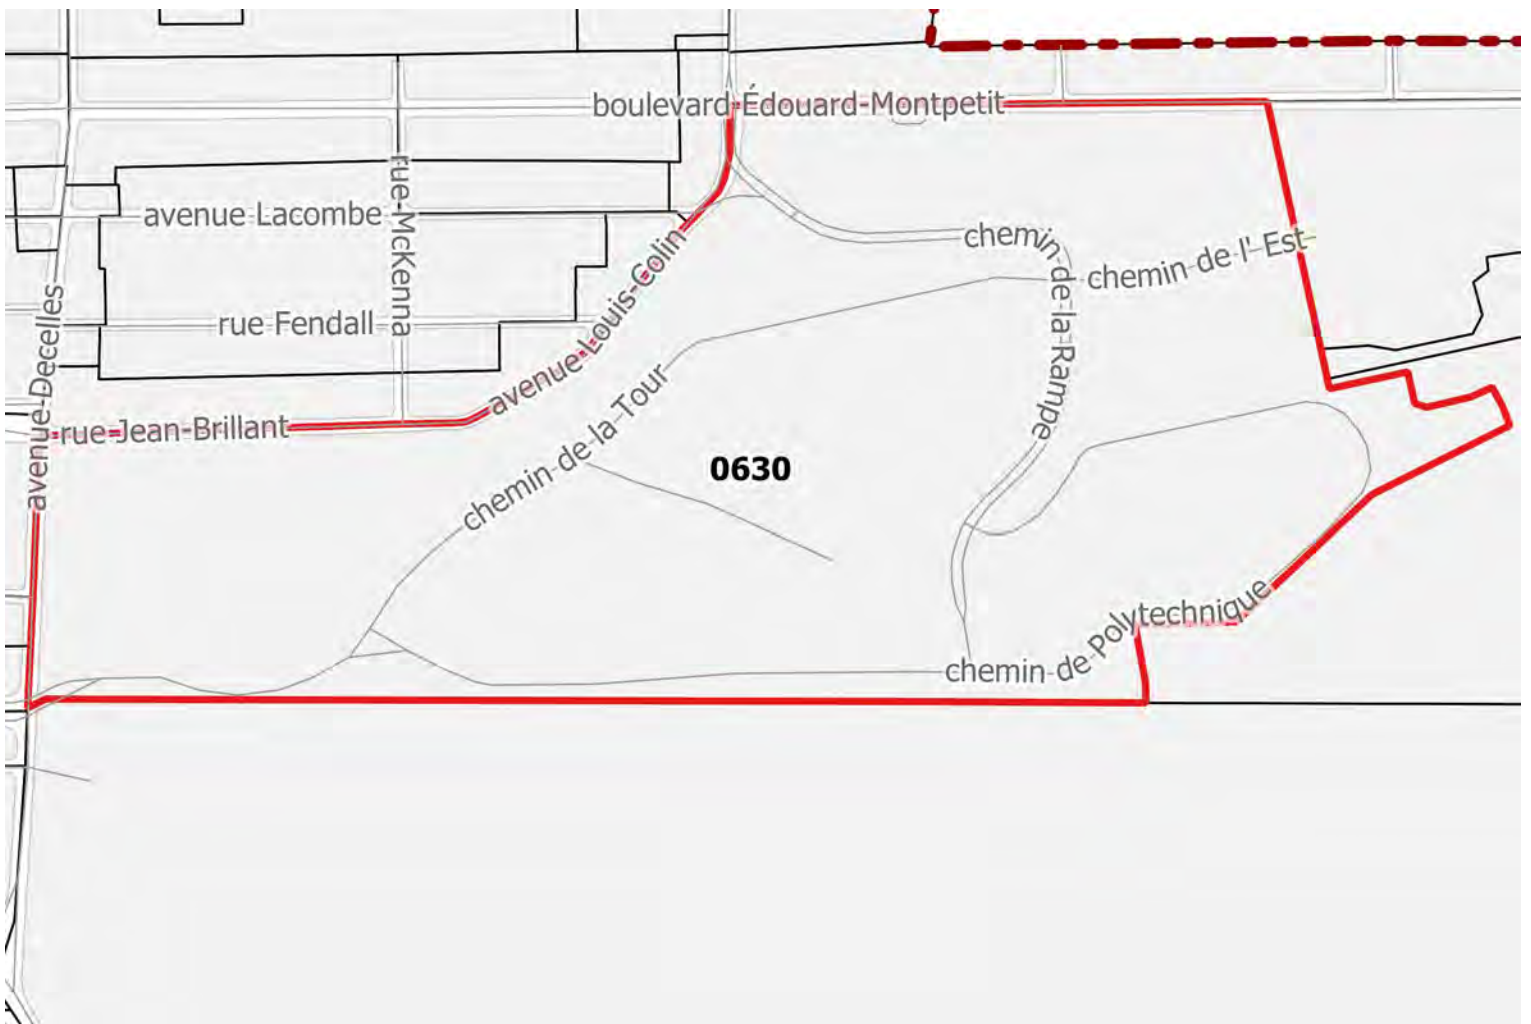 boulevard Édouard-Montpetit
rue McKenna
avenue Lacombe
chemin de la Rampe
chemin de l' Est
avenue Louis-Colin
avenue Decelles
rue Fendall
rue Jean-Brillant
chemin de la Tour
0630
chemin de Polytechnique